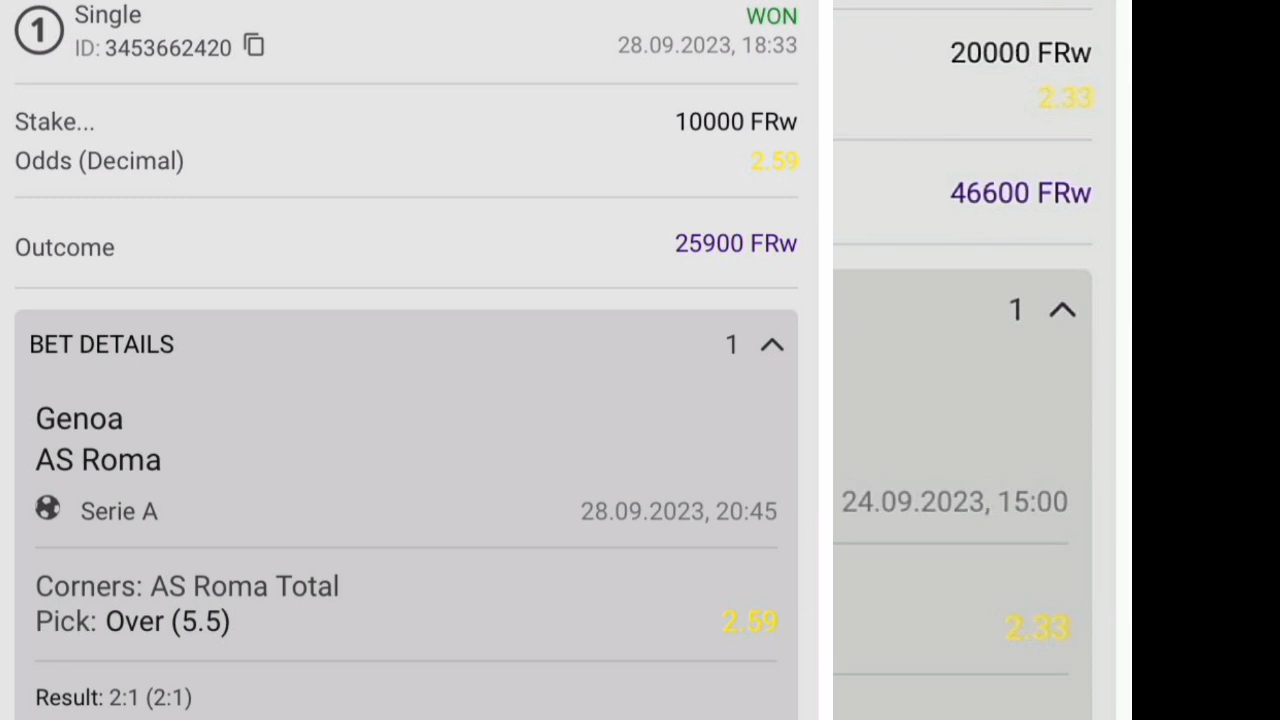 1
Single
WON
ID: 3453662420
28.09.2023, 18:33
Stake...
10000 FRw
Odds (Decimal)
2.59
Outcome
25900 FRw
BET DETAILS
1
Genoa
AS Roma
Serie A
28.09.2023, 20:45
Corners: AS Roma Total
Pick: Over (5.5)
2.59
Result: 2:1 (2:1)
20000 FRw
2.33
46600 FRw
1
24.09.2023, 15:00
2.33